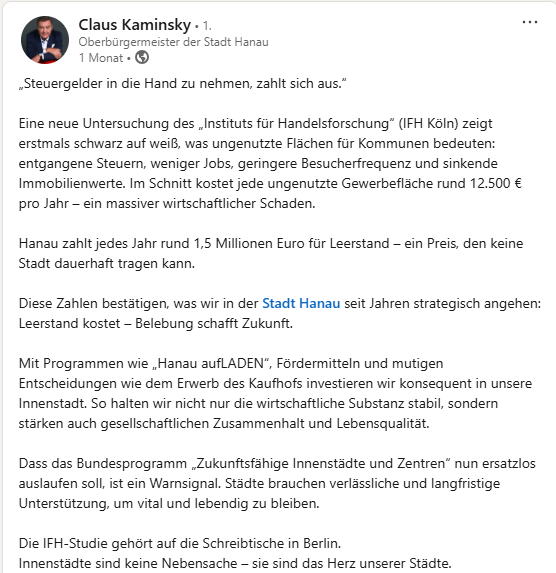 Claus Kaminsky • 1.
Oberbürgermeister der Stadt Hanau
1 Monat •
„Steuergelder in die Hand zu nehmen, zahlt sich aus.“
Eine neue Untersuchung des „Instituts für Handelsforschung“ (IFH Köln) zeigt
erstmals schwarz auf weiß, was ungenutzte Flächen für Kommunen bedeuten:
entgangene Steuern, weniger Jobs, geringere Besucherfrequenz und sinkende
Immobilienwerte. Im Schnitt kostet jede ungenutzte Gewerbefläche rund 12.500 €
pro Jahr – ein massiver wirtschaftlicher Schaden.
Hanau zahlt jedes Jahr rund 1,5 Millionen Euro für Leerstand – ein Preis, den keine
Stadt dauerhaft tragen kann.
Diese Zahlen bestätigen, was wir in der Stadt Hanau seit Jahren strategisch angehen:
Leerstand kostet – Belebung schafft Zukunft.
Mit Programmen wie „Hanau aufLADEN“, Fördermitteln und mutigen
Entscheidungen wie dem Erwerb des Kaufhofs investieren wir konsequent in unsere
Innenstadt. So halten wir nicht nur die wirtschaftliche Substanz stabil, sondern
stärken auch gesellschaftlichen Zusammenhalt und Lebensqualität.
Dass das Bundesprogramm „Zukunftsfähige Innenstädte und Zentren“ nun ersatzlos
auslaufen soll, ist ein Warnsignal. Städte brauchen verlässliche und langfristige
Unterstützung, um vital und lebendig zu bleiben.
Die IFH-Studie gehört auf die Schreibtische in Berlin.
Innenstädte sind keine Nebensache – sie sind das Herz unserer Städte.